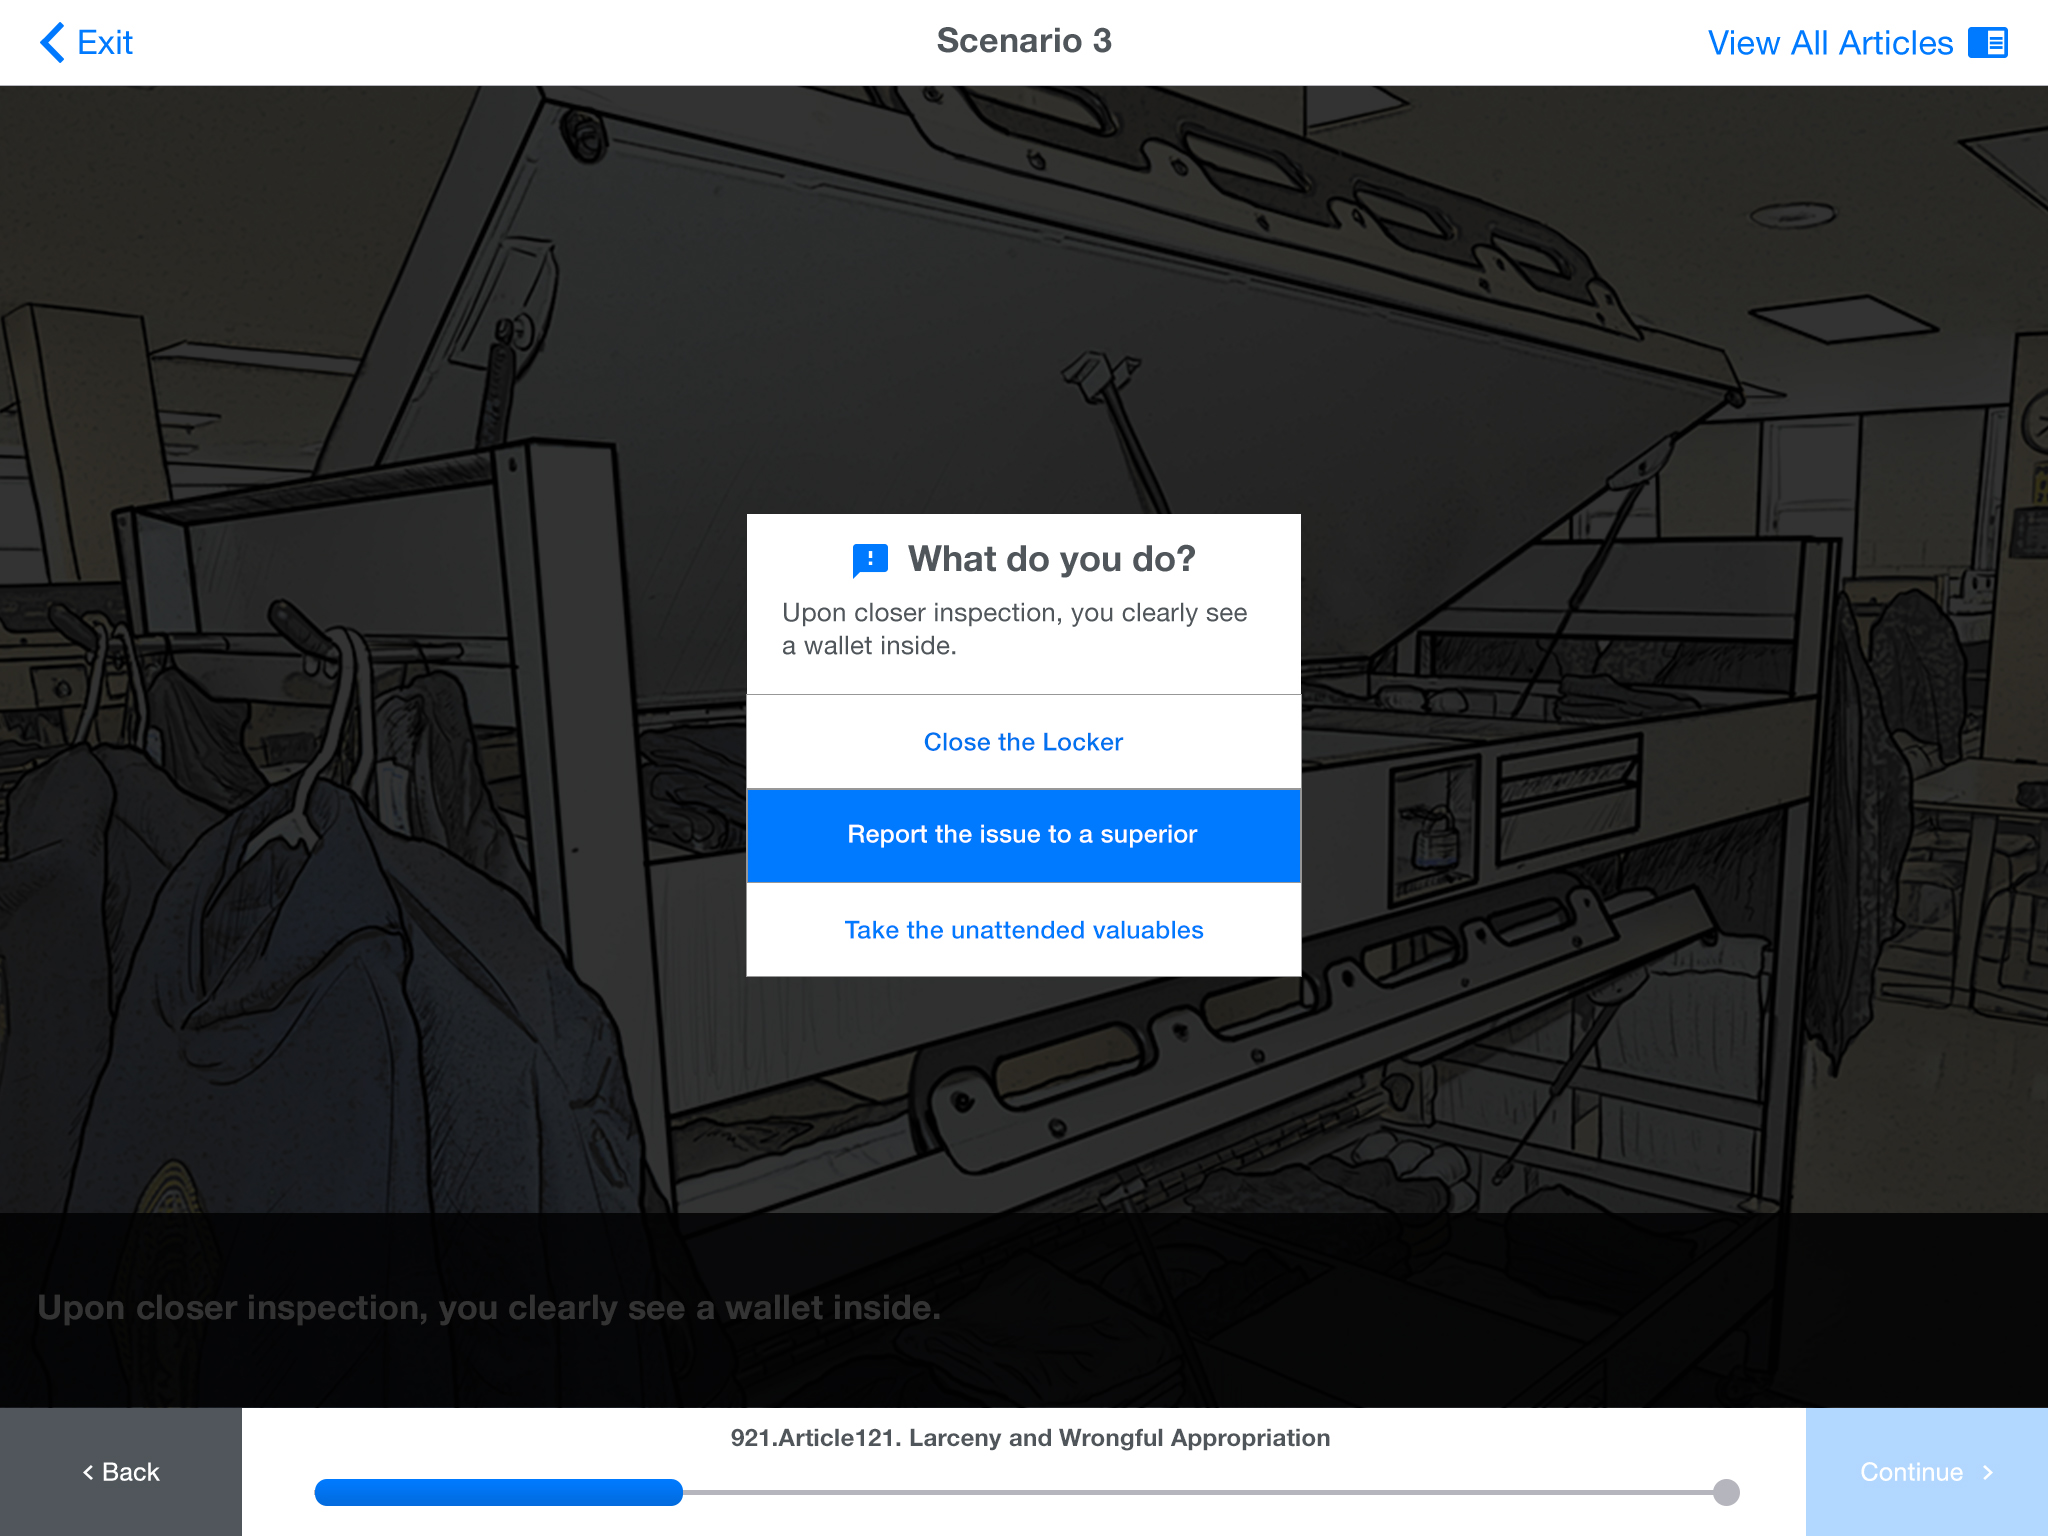 Exit
Scenario 3
View All Articles
What do you do?
Upon closer inspection, you clearly see
a wallet inside.
Close the Locker
Report the issue to a superior
Take the unattended valuables
Upon closer inspection, you clearly see a wallet inside.
921.Article121. Larceny and Wrongful Appropriation
< Back
Continue >